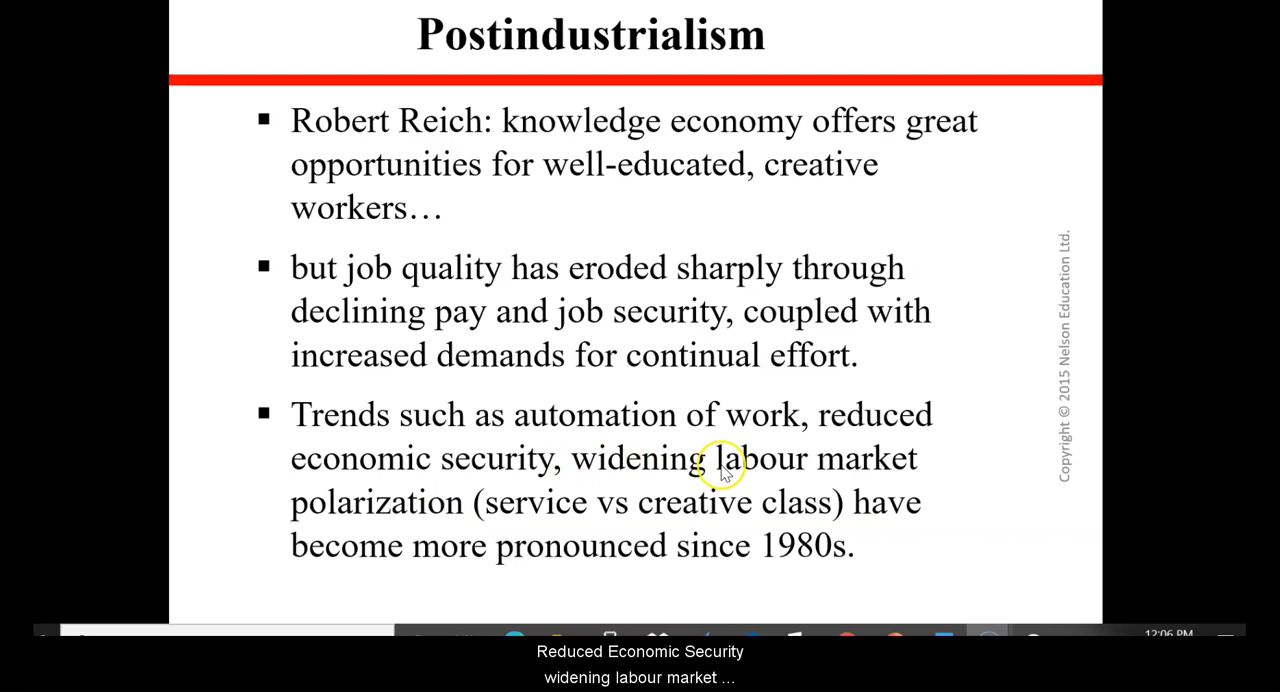 Postindustrialism
▪ Robert Reich: knowledge economy offers great
opportunities for well-educated, creative
workers…
▪ but job quality has eroded sharply through
declining pay and job security, coupled with
increased demands for continual effort.
▪ Trends such as automation of work, reduced
economic security, widening labour market
polarization (service vs creative class) have
become more pronounced since 1980s.
Copyright © 2015 Nelson Education Ltd.
12:06 PM
Reduced Economic Security
widening labour market ...